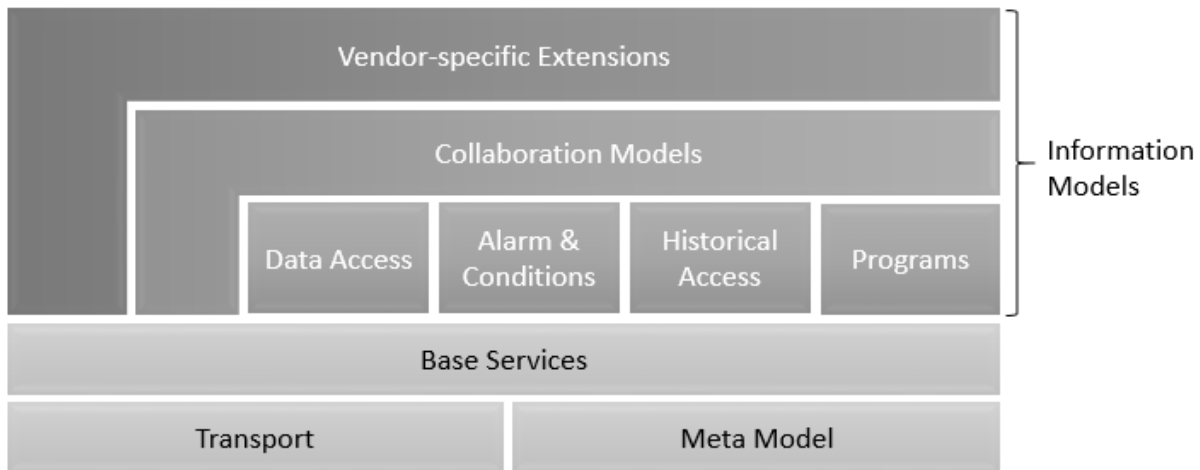 Vendor-specific Extensions
Collaboration Models
Information
Models
Data Access
Alarm &
Conditions
Historical
Access
Programs
Base Services
Transport
Meta Model